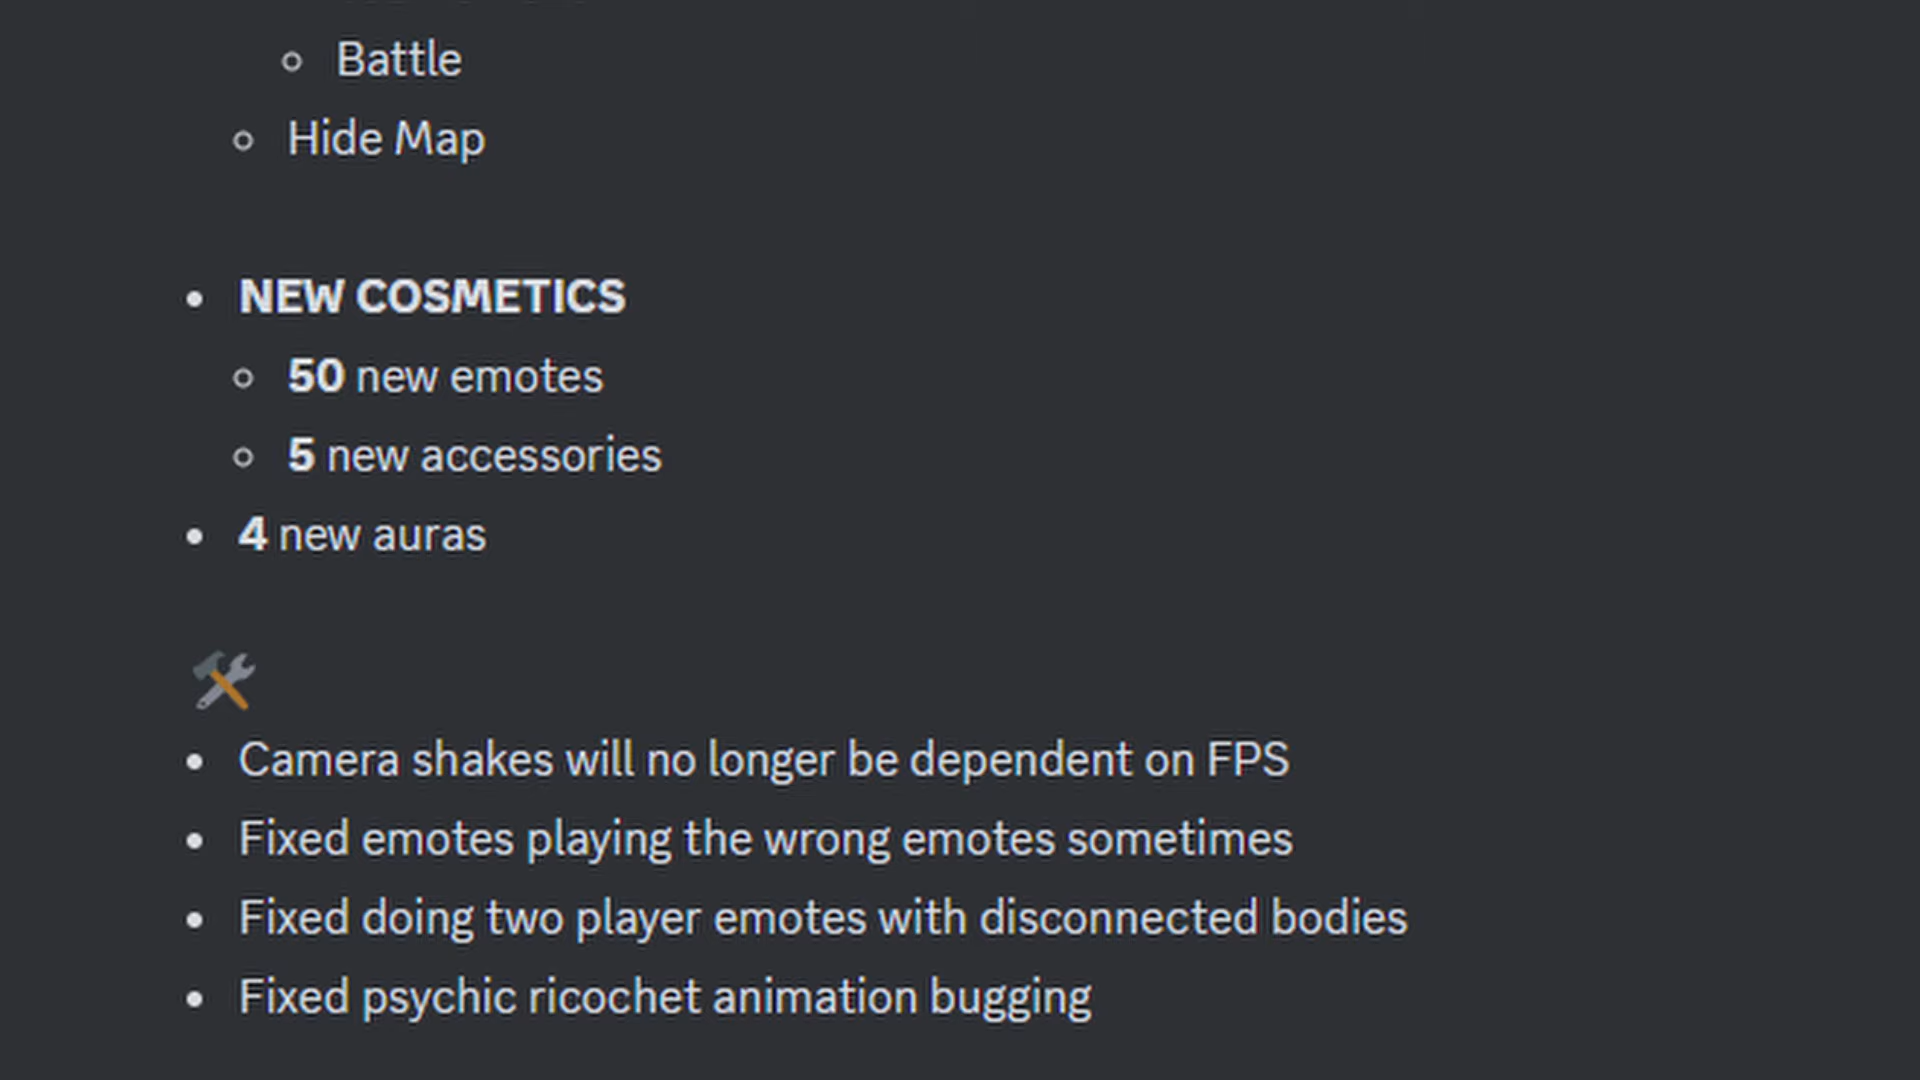 Battle
Hide Map
NEW COSMETICS
50 new emotes
5 new accessories
4 new auras
Camera shakes will no longer be dependent on FPS
Fixed emotes playing the wrong emotes sometimes
Fixed doing two player emotes with disconnected bodies
Fixed psychic ricochet animation bugging